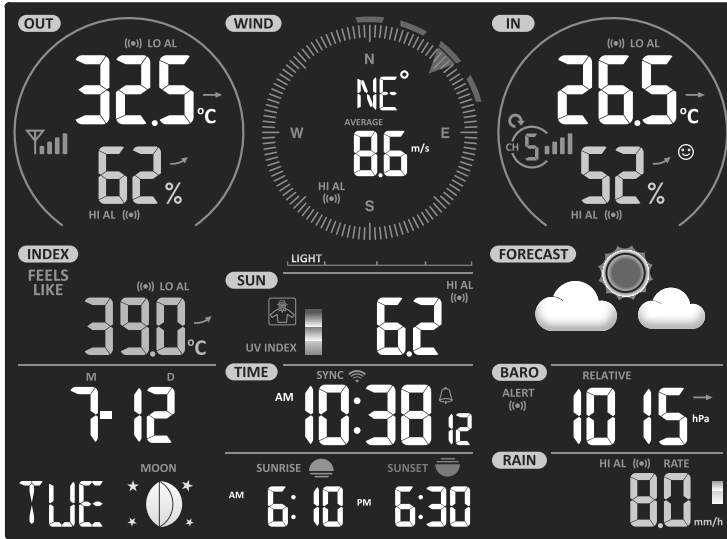 OUT
LO AL
32.5 °C
62 %
HI AL
WIND
N
NE°
AVERAGE
W
8.6 m/s
E
HI AL
S
IN
LO AL
26.5 °C
CH 5
52 %
HI AL
INDEX
FEELS
LIKE
LO AL
39.0 °C
LIGHT
SUN
HI AL
UV INDEX
6.2
FORECAST
M D
7-12
TUE
MOON
TIME
SYNC
AM 10:38 12
SUNRISE
AM 6:10
SUNSET
PM 6:30
BARO
RELATIVE
ALERT
1015 hPa
RAIN
HI AL RATE
8.0 mm/h